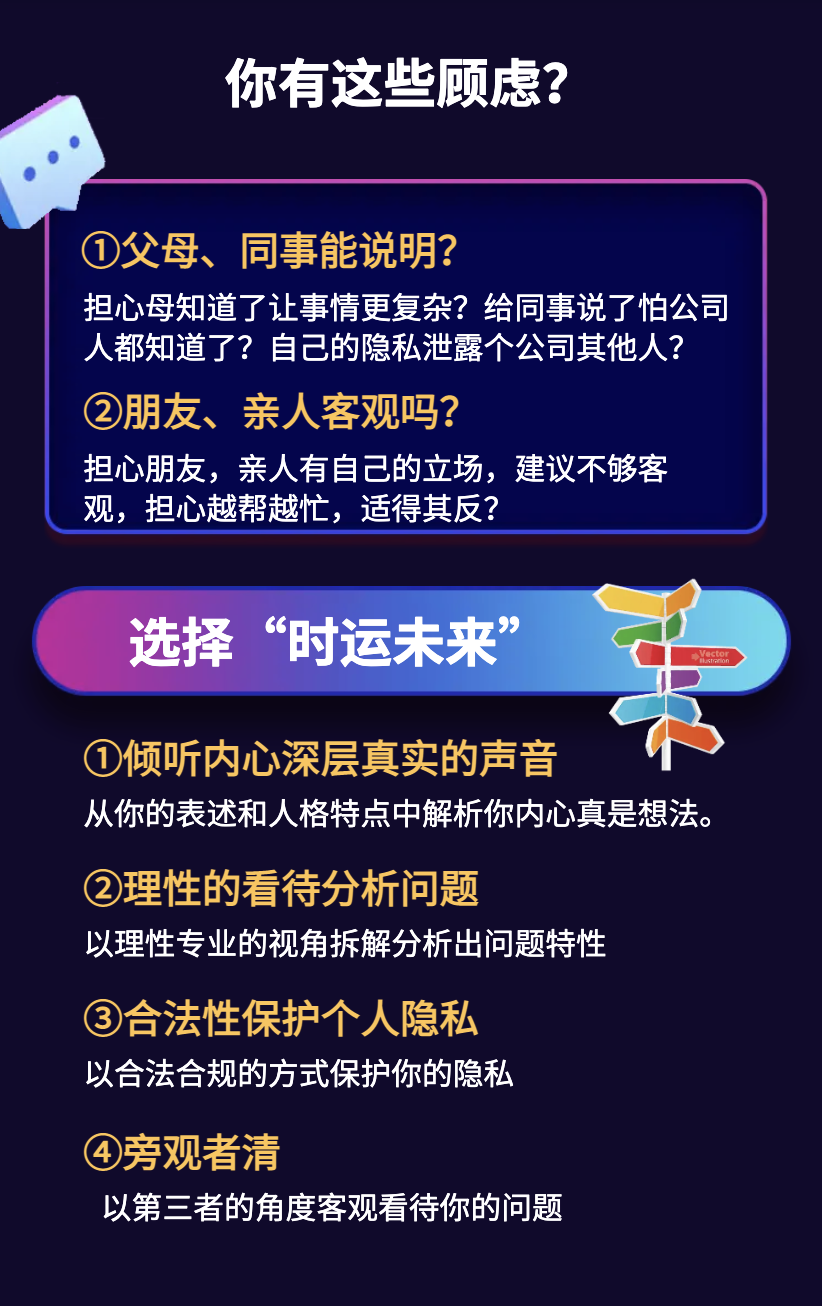 你有这些顾虑？
①父母、同事能说明？
担心母知道了让事情更复杂？给同事说了怕公司
人都知道了？自己的隐私泄露个公司其他人？
②朋友、亲人客观吗？
担心朋友，亲人有自己的立场，建议不够客
观，担心越帮越忙，适得其反？
选择“时运未来”
Vector
illustration
①倾听内心深层真实的声音
从你的表述和人格特点中解析你内心真是想法。
②理性的看待分析问题
以理性专业的视角拆解分析出问题特性
③合法性保护个人隐私
以合法合规的方式保护你的隐私
④旁观者清
以第三者的角度客观看待你的问题